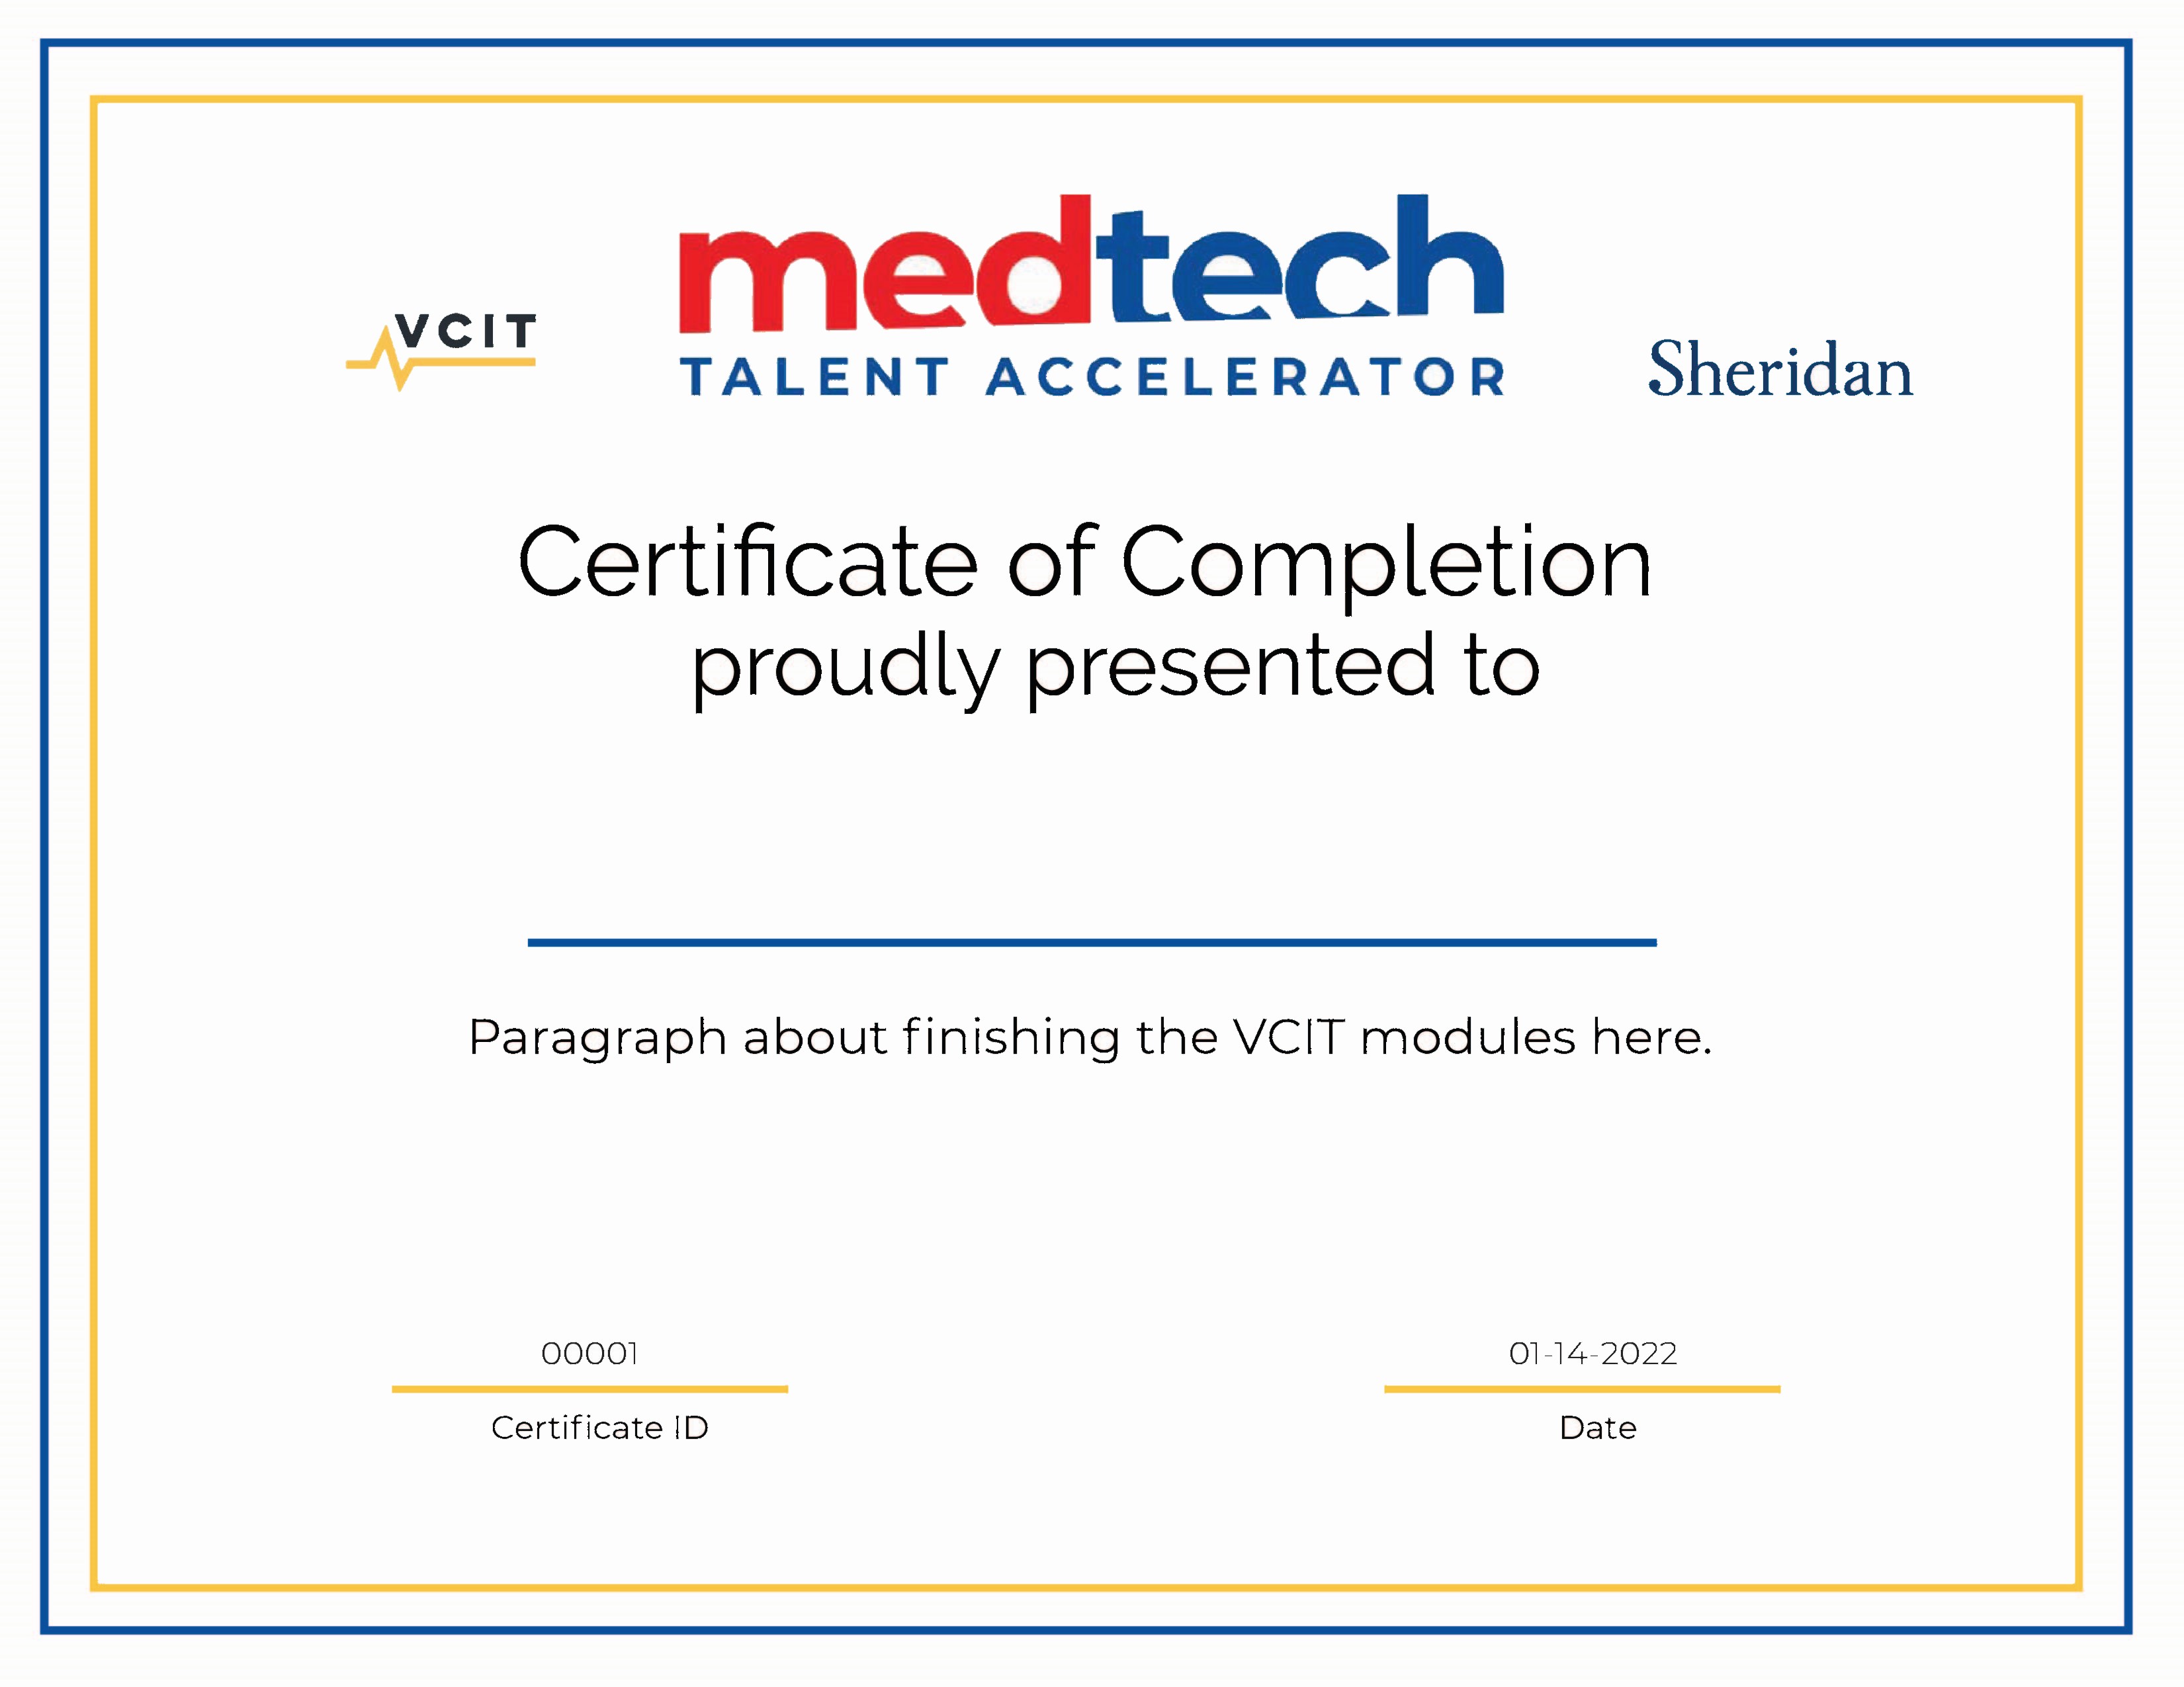 medtech
VCIT
TALENT ACCELERATOR
Sheridan
Certificate of Completion
proudly presented to
Paragraph about finishing the VCIT modules here.
00001
01-14-2022
Certificate ID
Date